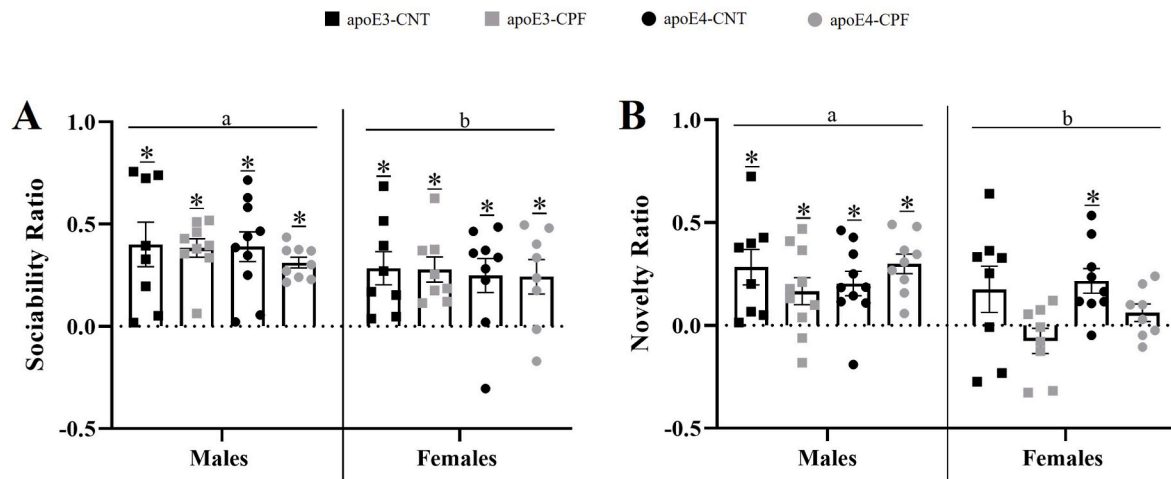 apoE3-CNT apoE3-CPF apoE4-CNT apoE4-CPF
A
Sociability Ratio
1.0
0.5
0.0
-0.5
a
b
* * * * * * * *
Males Females
B
Novelty Ratio
1.0
0.5
0.0
-0.5
a
b
* * * * *
Males Females